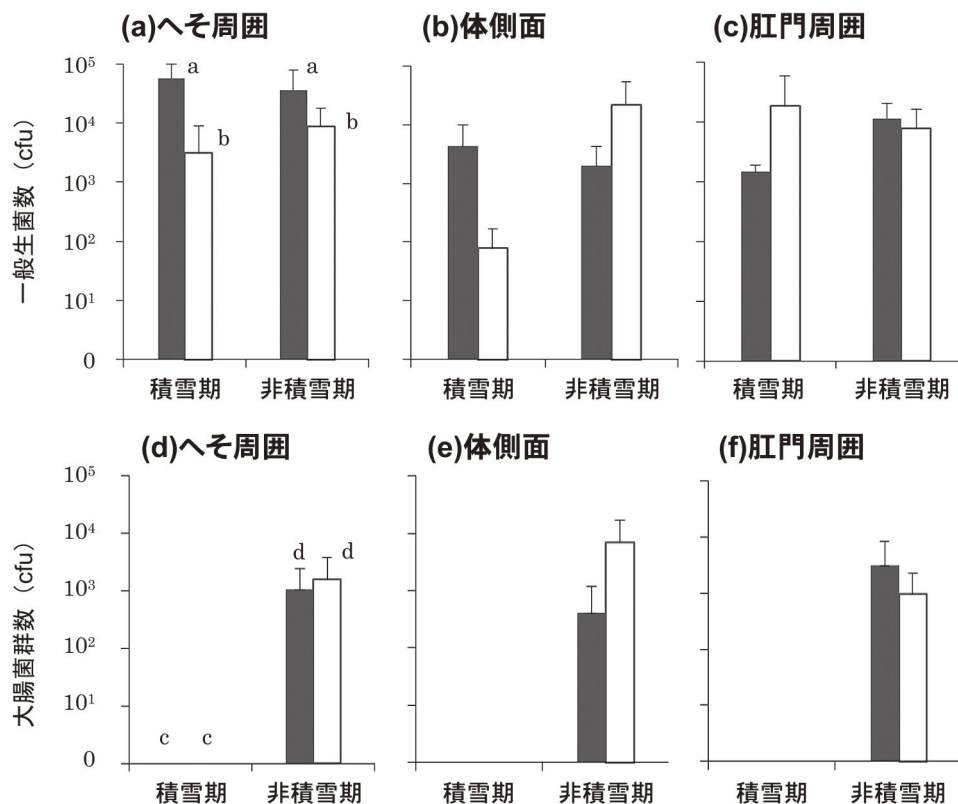 (a)へそ周囲
(b)体側面
(c)肛門周囲
一般生菌数（cfu）
10⁵
10⁴
10³
10²
10¹
0
a
b
a
b
積雪期
非積雪期
積雪期
非積雪期
積雪期
非積雪期
(d)へそ周囲
(e)体側面
(f)肛門周囲
大腸菌群数（cfu）
10⁵
10⁴
10³
10²
10¹
0
c
c
d
d
積雪期
非積雪期
積雪期
非積雪期
積雪期
非積雪期